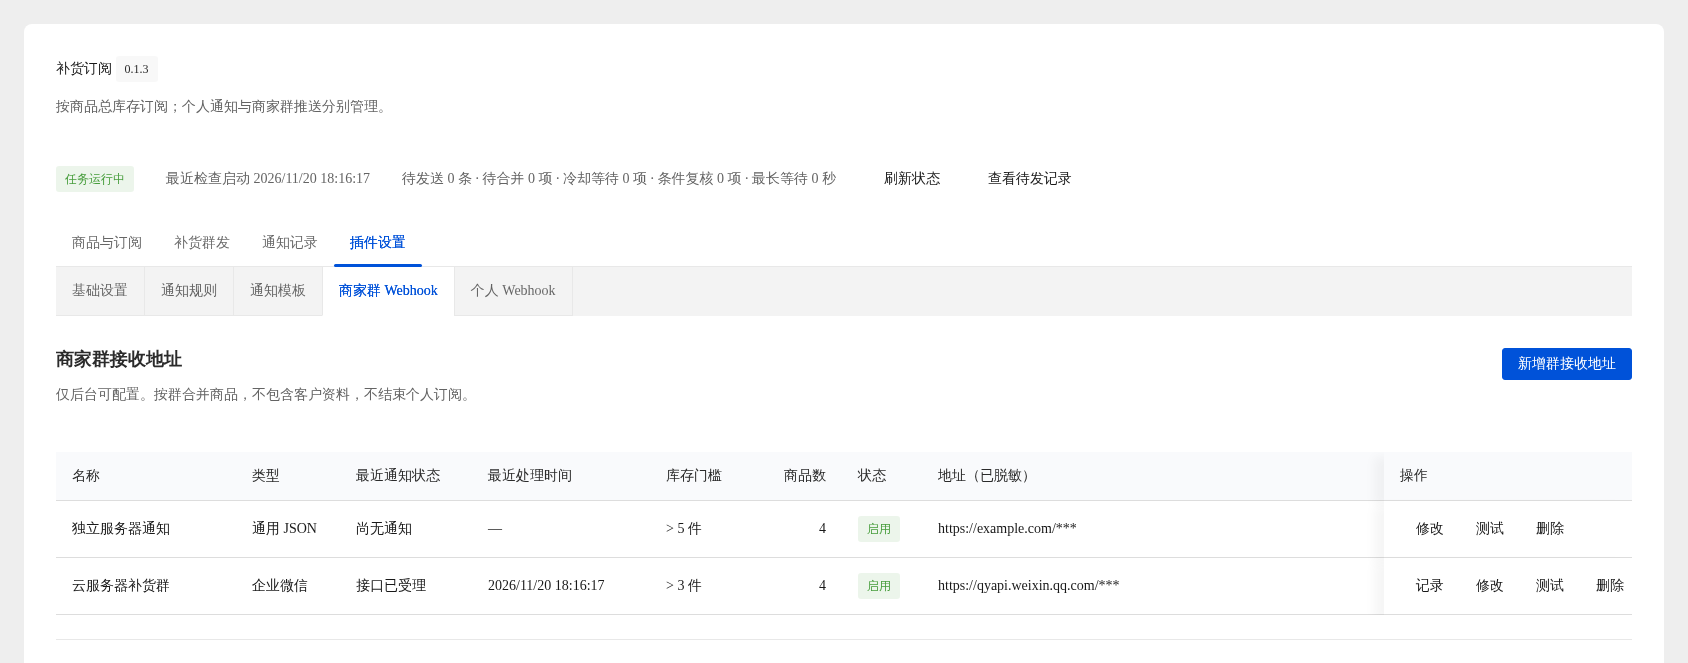 补货订阅 0.1.3
按商品总库存订阅；个人通知与商家群推送分别管理。
任务运行中 最近检查启动 2026/11/20 18:16:17 待发送 0 条 · 待合并 0 项 · 冷却等待 0 项 · 条件复核 0 项 · 最长等待 0 秒 刷新状态 查看待发记录
商品与订阅 补货群发 通知记录 插件设置
基础设置 通知规则 通知模板 商家群 Webhook 个人 Webhook
商家群接收地址 新增群接收地址
仅后台可配置。按群合并商品，不包含客户资料，不结束个人订阅。
名称 类型 最近通知状态 最近处理时间 库存门槛 商品数 状态 地址（已脱敏） 操作
独立服务器通知 通用 JSON 尚无通知 — > 5 件 4 启用 https://example.com/*** 修改 测试 删除
云服务器补货群 企业微信 接口已受理 2026/11/20 18:16:17 > 3 件 4 启用 https://qyapi.weixin.qq.com/*** 记录 修改 测试 删除